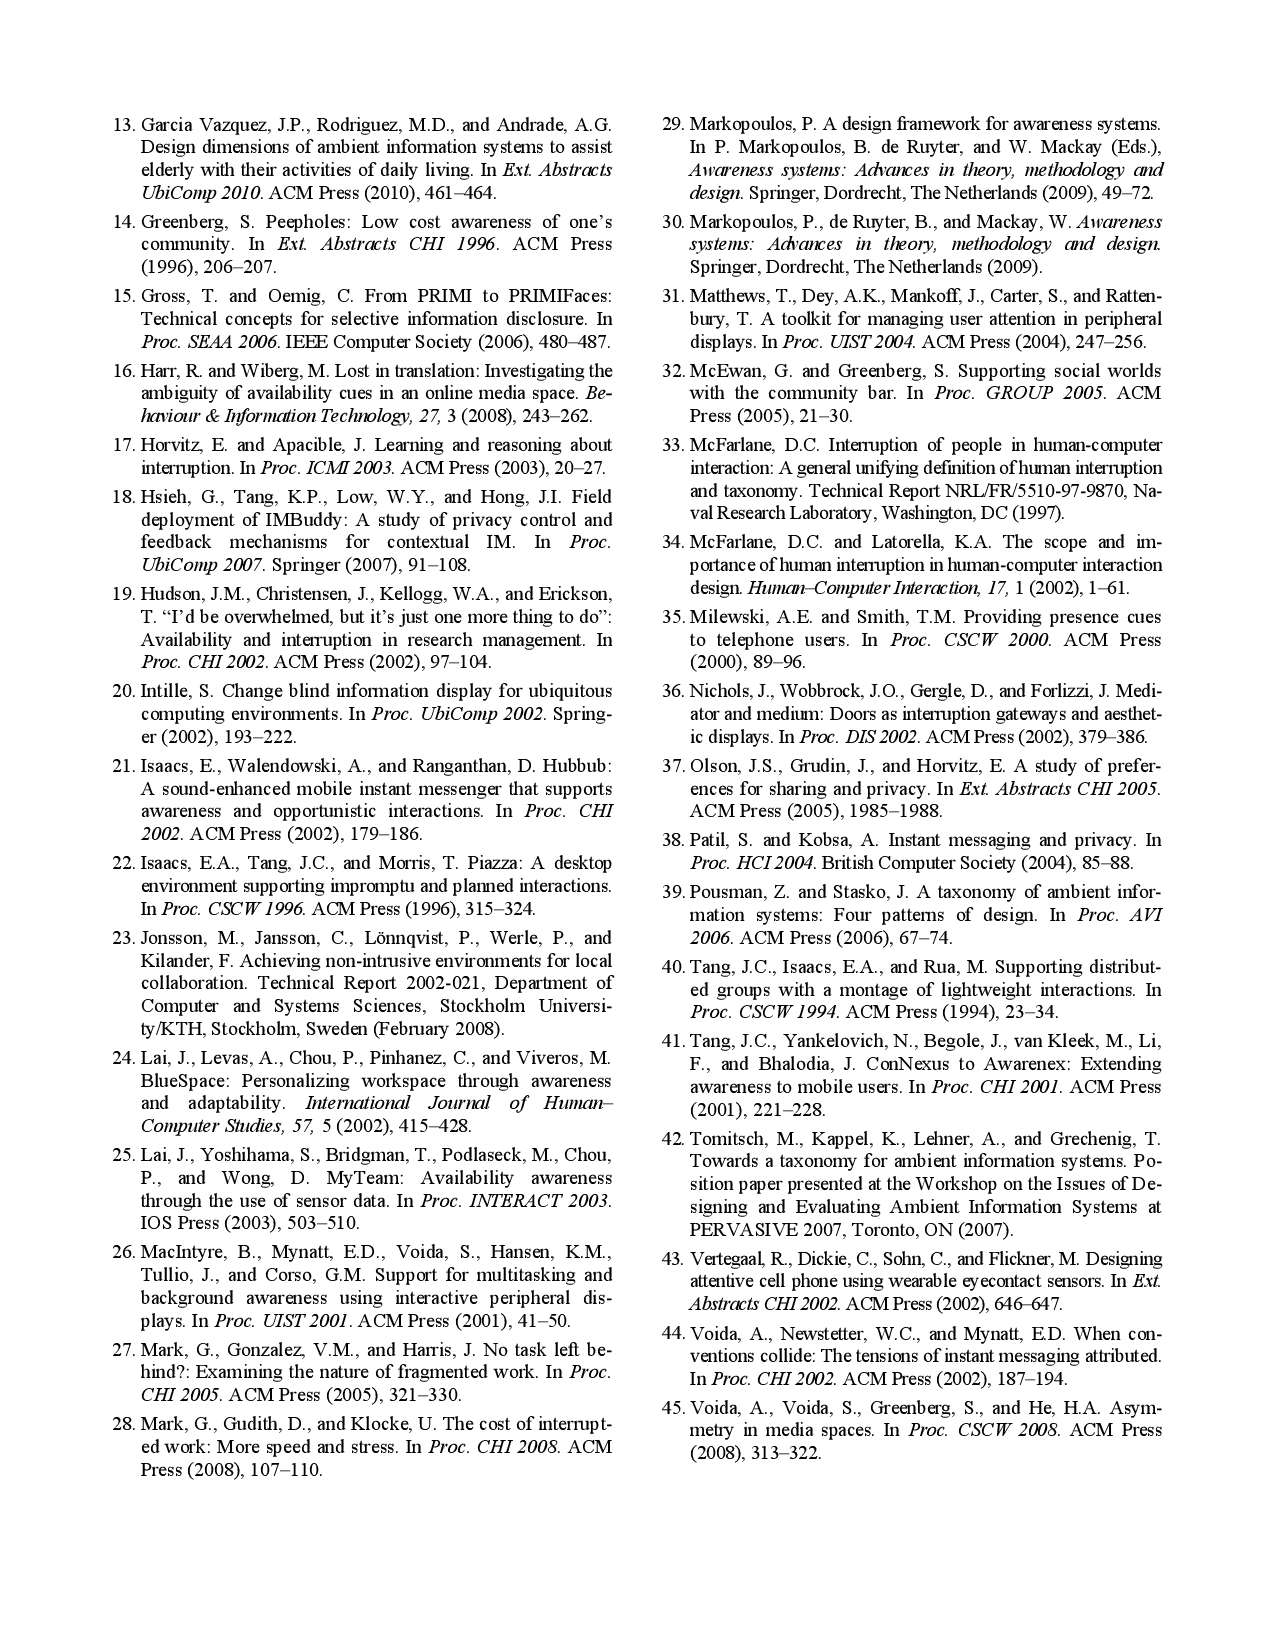 13. Garcia Vazquez, J.P., Rodriguez, M.D., and Andrade, A.G.
Design dimensions of ambient information systems to assist
elderly with their activities of daily living. In Ext. Abstracts
UbiComp 2010. ACM Press (2010), 461–464.
14. Greenberg, S. Peepholes: Low cost awareness of one’s
community. In Ext. Abstracts CHI 1996. ACM Press
(1996), 206–207.
15. Gross, T. and Oemig, C. From PRIMI to PRIMIFaces:
Technical concepts for selective information disclosure. In
Proc. SEAA 2006. IEEE Computer Society (2006), 480–487.
16. Harr, R. and Wiberg, M. Lost in translation: Investigating the
ambiguity of availability cues in an online media space. Be-
haviour & Information Technology, 27, 3 (2008), 243–262.
17. Horvitz, E. and Apacible, J. Learning and reasoning about
interruption. In Proc. ICMI 2003. ACM Press (2003), 20–27.
18. Hsieh, G., Tang, K.P., Low, W.Y., and Hong, J.I. Field
deployment of IMBuddy: A study of privacy control and
feedback mechanisms for contextual IM. In Proc.
UbiComp 2007. Springer (2007), 91–108.
19. Hudson, J.M., Christensen, J., Kellogg, W.A., and Erickson,
T. “I’d be overwhelmed, but it’s just one more thing to do”:
Availability and interruption in research management. In
Proc. CHI 2002. ACM Press (2002), 97–104.
20. Intille, S. Change blind information display for ubiquitous
computing environments. In Proc. UbiComp 2002. Spring-
er (2002), 193–222.
21. Isaacs, E., Walendowski, A., and Ranganthan, D. Hubbub:
A sound-enhanced mobile instant messenger that supports
awareness and opportunistic interactions. In Proc. CHI
2002. ACM Press (2002), 179–186.
22. Isaacs, E.A., Tang, J.C., and Morris, T. Piazza: A desktop
environment supporting impromptu and planned interactions.
In Proc. CSCW 1996. ACM Press (1996), 315–324.
23. Jonsson, M., Jansson, C., Lönnqvist, P., Werle, P., and
Kilander, F. Achieving non-intrusive environments for local
collaboration. Technical Report 2002-021, Department of
Computer and Systems Sciences, Stockholm Universi-
ty/KTH, Stockholm, Sweden (February 2008).
24. Lai, J., Levas, A., Chou, P., Pinhanez, C., and Viveros, M.
BlueSpace: Personalizing workspace through awareness
and adaptability. International Journal of Human–
Computer Studies, 57, 5 (2002), 415–428.
25. Lai, J., Yoshihama, S., Bridgman, T., Podlaseck, M., Chou,
P., and Wong, D. MyTeam: Availability awareness
through the use of sensor data. In Proc. INTERACT 2003.
IOS Press (2003), 503–510.
26. MacIntyre, B., Mynatt, E.D., Voida, S., Hansen, K.M.,
Tullio, J., and Corso, G.M. Support for multitasking and
background awareness using interactive peripheral dis-
plays. In Proc. UIST 2001. ACM Press (2001), 41–50.
27. Mark, G., Gonzalez, V.M., and Harris, J. No task left be-
hind?: Examining the nature of fragmented work. In Proc.
CHI 2005. ACM Press (2005), 321–330.
28. Mark, G., Gudith, D., and Klocke, U. The cost of interrupt-
ed work: More speed and stress. In Proc. CHI 2008. ACM
Press (2008), 107–110.
29. Markopoulos, P. A design framework for awareness systems.
In P. Markopoulos, B. de Ruyter, and W. Mackay (Eds.),
Awareness systems: Advances in theory, methodology and
design. Springer, Dordrecht, The Netherlands (2009), 49–72.
30. Markopoulos, P., de Ruyter, B., and Mackay, W. Awareness
systems: Advances in theory, methodology and design.
Springer, Dordrecht, The Netherlands (2009).
31. Matthews, T., Dey, A.K., Mankoff, J., Carter, S., and Ratten-
bury, T. A toolkit for managing user attention in peripheral
displays. In Proc. UIST 2004. ACM Press (2004), 247–256.
32. McEwan, G. and Greenberg, S. Supporting social worlds
with the community bar. In Proc. GROUP 2005. ACM
Press (2005), 21–30.
33. McFarlane, D.C. Interruption of people in human-computer
interaction: A general unifying definition of human interruption
and taxonomy. Technical Report NRL/FR/5510-97-9870, Na-
val Research Laboratory, Washington, DC (1997).
34. McFarlane, D.C. and Latorella, K.A. The scope and im-
portance of human interruption in human-computer interaction
design. Human–Computer Interaction, 17, 1 (2002), 1–61.
35. Milewski, A.E. and Smith, T.M. Providing presence cues
to telephone users. In Proc. CSCW 2000. ACM Press
(2000), 89–96.
36. Nichols, J., Wobbrock, J.O., Gergle, D., and Forlizzi, J. Medi-
ator and medium: Doors as interruption gateways and aesthet-
ic displays. In Proc. DIS 2002. ACM Press (2002), 379–386.
37. Olson, J.S., Grudin, J., and Horvitz, E. A study of prefer-
ences for sharing and privacy. In Ext. Abstracts CHI 2005.
ACM Press (2005), 1985–1988.
38. Patil, S. and Kobsa, A. Instant messaging and privacy. In
Proc. HCI 2004. British Computer Society (2004), 85–88.
39. Pousman, Z. and Stasko, J. A taxonomy of ambient infor-
mation systems: Four patterns of design. In Proc. AVI
2006. ACM Press (2006), 67–74.
40. Tang, J.C., Isaacs, E.A., and Rua, M. Supporting distribut-
ed groups with a montage of lightweight interactions. In
Proc. CSCW 1994. ACM Press (1994), 23–34.
41. Tang, J.C., Yankelovich, N., Begole, J., van Kleek, M., Li,
F., and Bhalodia, J. ConNexus to Awarenex: Extending
awareness to mobile users. In Proc. CHI 2001. ACM Press
(2001), 221–228.
42. Tomitsch, M., Kappel, K., Lehner, A., and Grechenig, T.
Towards a taxonomy for ambient information systems. Po-
sition paper presented at the Workshop on the Issues of De-
signing and Evaluating Ambient Information Systems at
PERVASIVE 2007, Toronto, ON (2007).
43. Vertegaal, R., Dickie, C., Sohn, C., and Flickner, M. Designing
attentive cell phone using wearable eyecontact sensors. In Ext.
Abstracts CHI 2002. ACM Press (2002), 646–647.
44. Voida, A., Newstetter, W.C., and Mynatt, E.D. When con-
ventions collide: The tensions of instant messaging attributed.
In Proc. CHI 2002. ACM Press (2002), 187–194.
45. Voida, A., Voida, S., Greenberg, S., and He, H.A. Asym-
metry in media spaces. In Proc. CSCW 2008. ACM Press
(2008), 313–322.